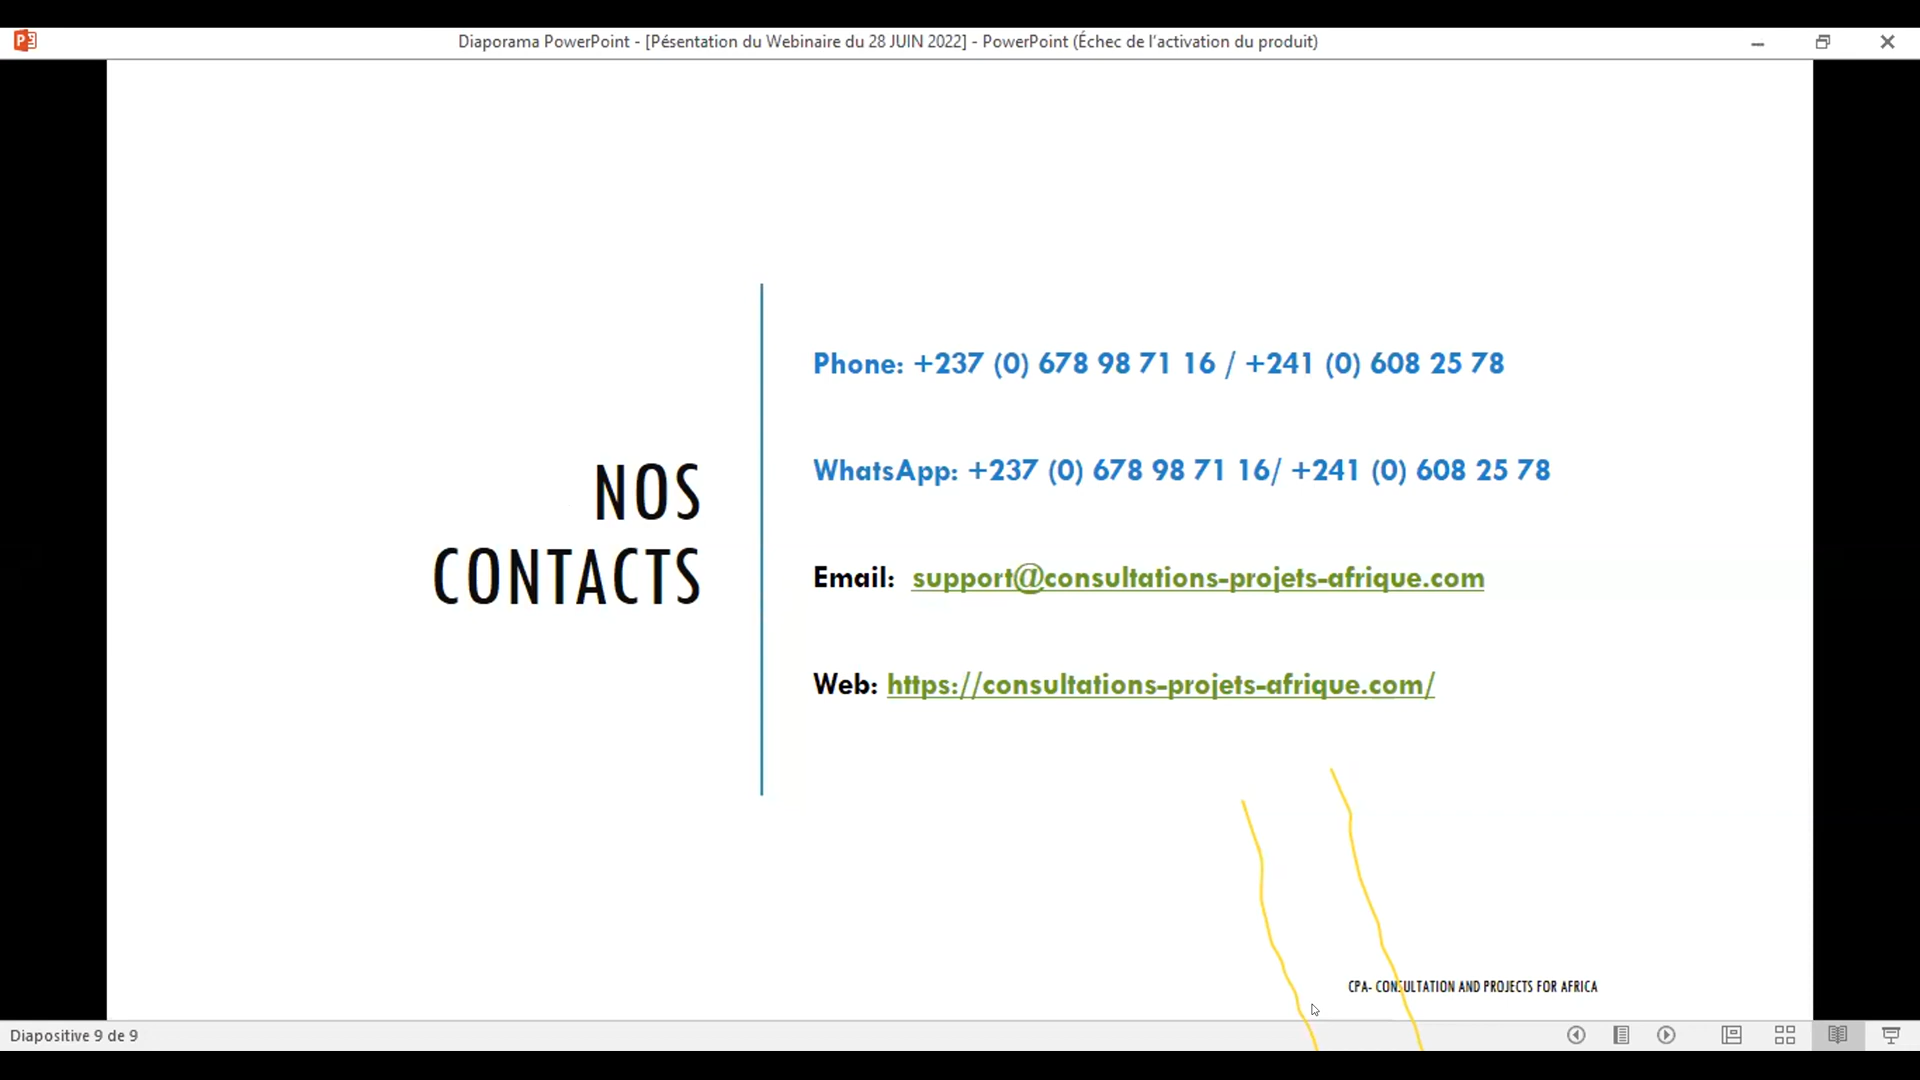 Diaporama PowerPoint - [Pésentation du Webinaire du 28 JUIN 2022] - PowerPoint (Échec de l'activation du produit)
NOS
CONTACTS
Phone: +237 (0) 678 98 71 16 / +241 (0) 608 25 78
WhatsApp: +237 (0) 678 98 71 16/ +241 (0) 608 25 78
Email: support@consultations-projets-afrique.com
Web: https://consultations-projets-afrique.com/
CPA- CONSULTATION AND PROJECTS FOR AFRICA
Diapositive 9 de 9